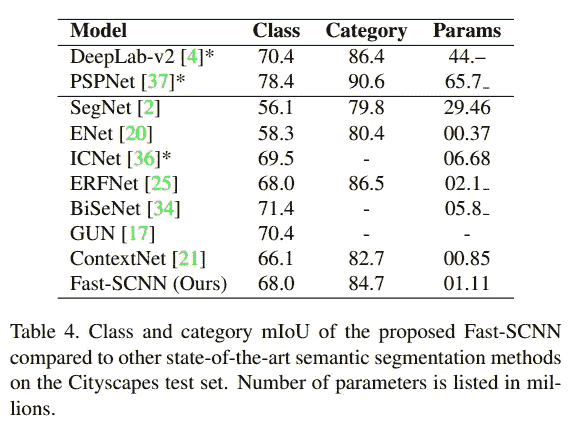 Model Class Category Params
DeepLab-v2 [4]* 70.4 86.4 44.–
PSPNet [37]* 78.4 90.6 65.7_
SegNet [2] 56.1 79.8 29.46
ENet [20] 58.3 80.4 00.37
ICNet [36]* 69.5 - 06.68
ERFNet [25] 68.0 86.5 02.1_
BiSeNet [34] 71.4 - 05.8_
GUN [17] 70.4 - -
ContextNet [21] 66.1 82.7 00.85
Fast-SCNN (Ours) 68.0 84.7 01.11
Table 4. Class and category mIoU of the proposed Fast-SCNN
compared to other state-of-the-art semantic segmentation methods
on the Cityscapes test set. Number of parameters is listed in mil-
lions.